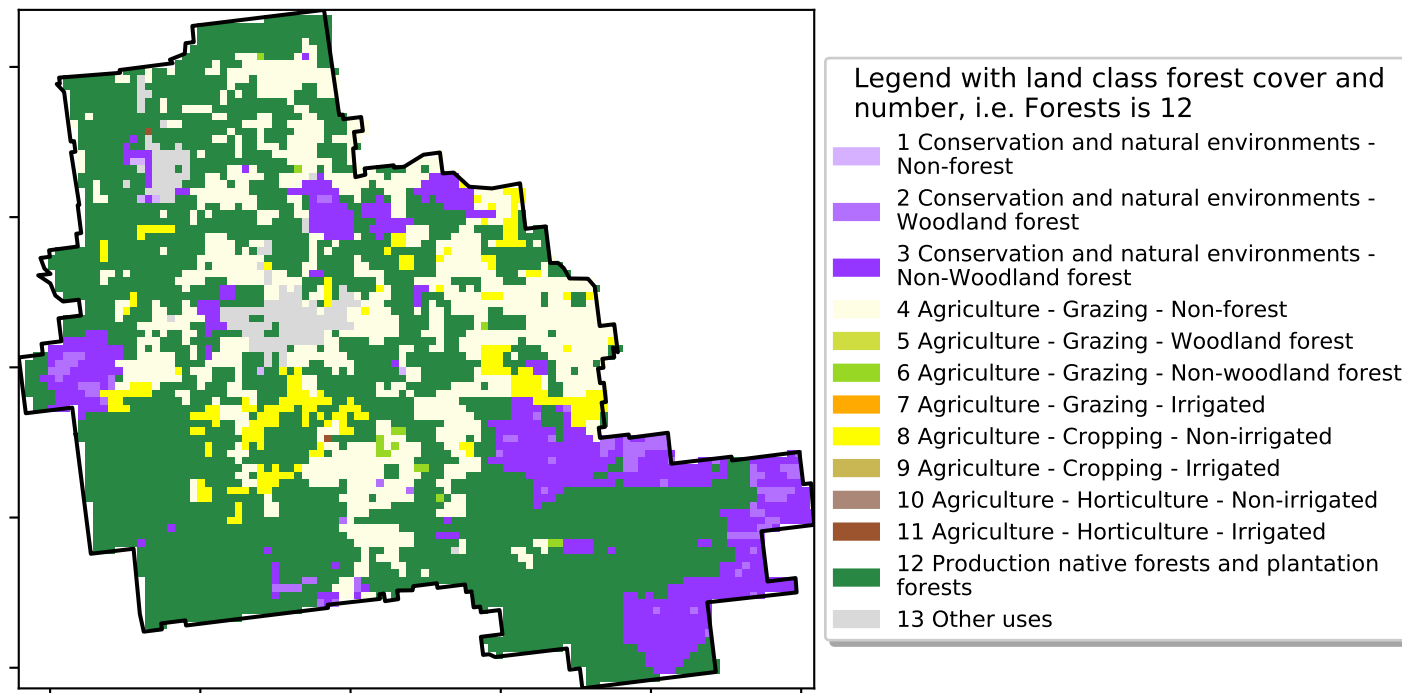 Legend with land class forest cover and
number, i.e. Forests is 12
1 Conservation and natural environments -
Non-forest
2 Conservation and natural environments -
Woodland forest
3 Conservation and natural environments -
Non-Woodland forest
4 Agriculture - Grazing - Non-forest
5 Agriculture - Grazing - Woodland forest
6 Agriculture - Grazing - Non-woodland forest
7 Agriculture - Grazing - Irrigated
8 Agriculture - Cropping - Non-irrigated
9 Agriculture - Cropping - Irrigated
10 Agriculture - Horticulture - Non-irrigated
11 Agriculture - Horticulture - Irrigated
12 Production native forests and plantation
forests
13 Other uses